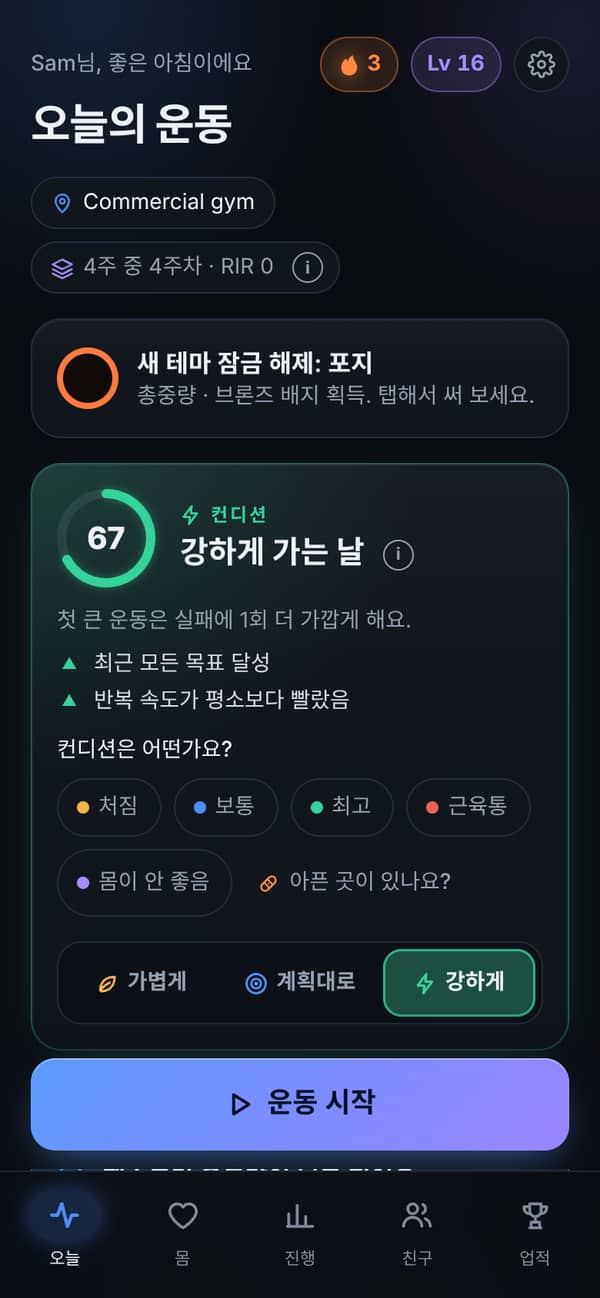 Sam님, 좋은 아침이에요
3
Lv 16
오늘의 운동
Commercial gym
4주 중 4주차 · RIR 0
새 테마 잠금 해제: 포지
총중량 · 브론즈 배지 획득. 탭해서 써 보세요.
67
컨디션
강하게 가는 날
첫 큰 운동은 실패에 1회 더 가깝게 해요.
최근 모든 목표 달성
반복 속도가 평소보다 빨랐음
컨디션은 어떤가요?
처짐
보통
최고
근육통
몸이 안 좋음
아픈 곳이 있나요?
가볍게
계획대로
강하게
운동 시작
오늘
몸
진행
친구
업적